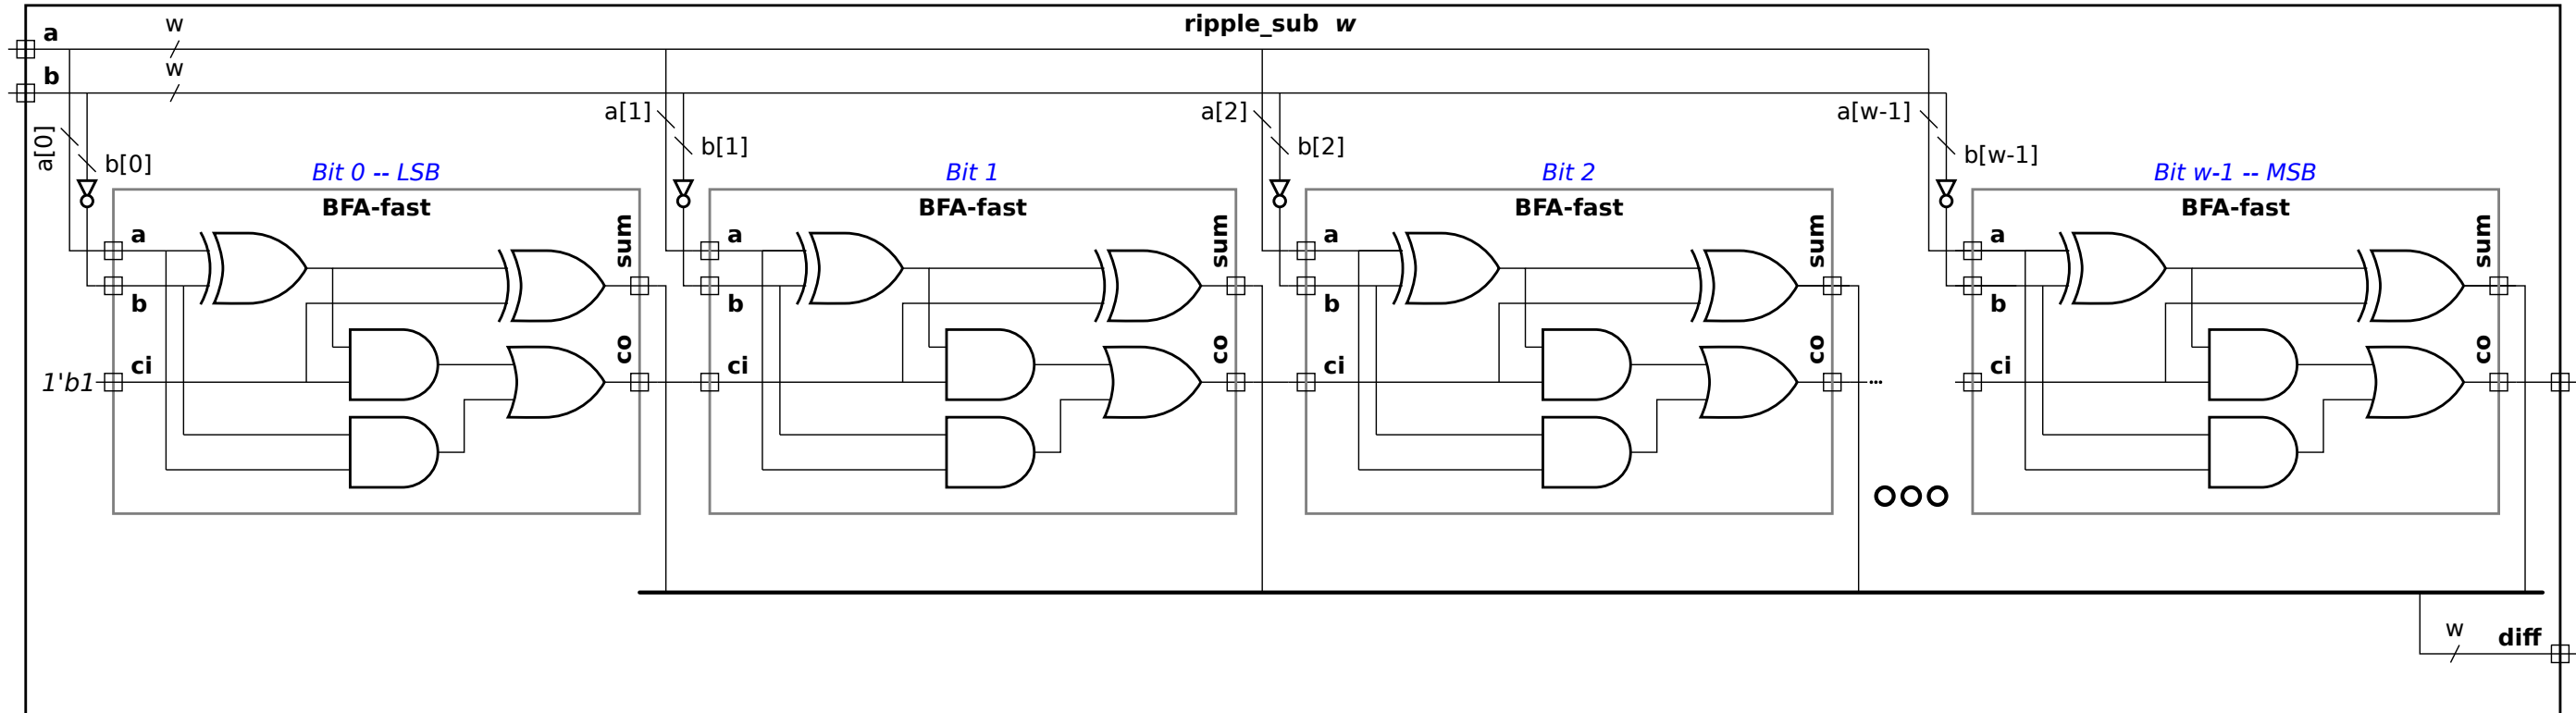 ripple_sub w
a
w
b
w
a[0]
b[0]
a[1]
b[1]
a[2]
b[2]
a[w-1]
b[w-1]
Bit 0 -- LSB
Bit 1
Bit 2
Bit w-1 -- MSB
BFA-fast
BFA-fast
BFA-fast
BFA-fast
a
b
ci
sum
co
1'b1
a
b
ci
sum
co
a
b
ci
sum
co
...
a
b
ci
sum
co
w
diff